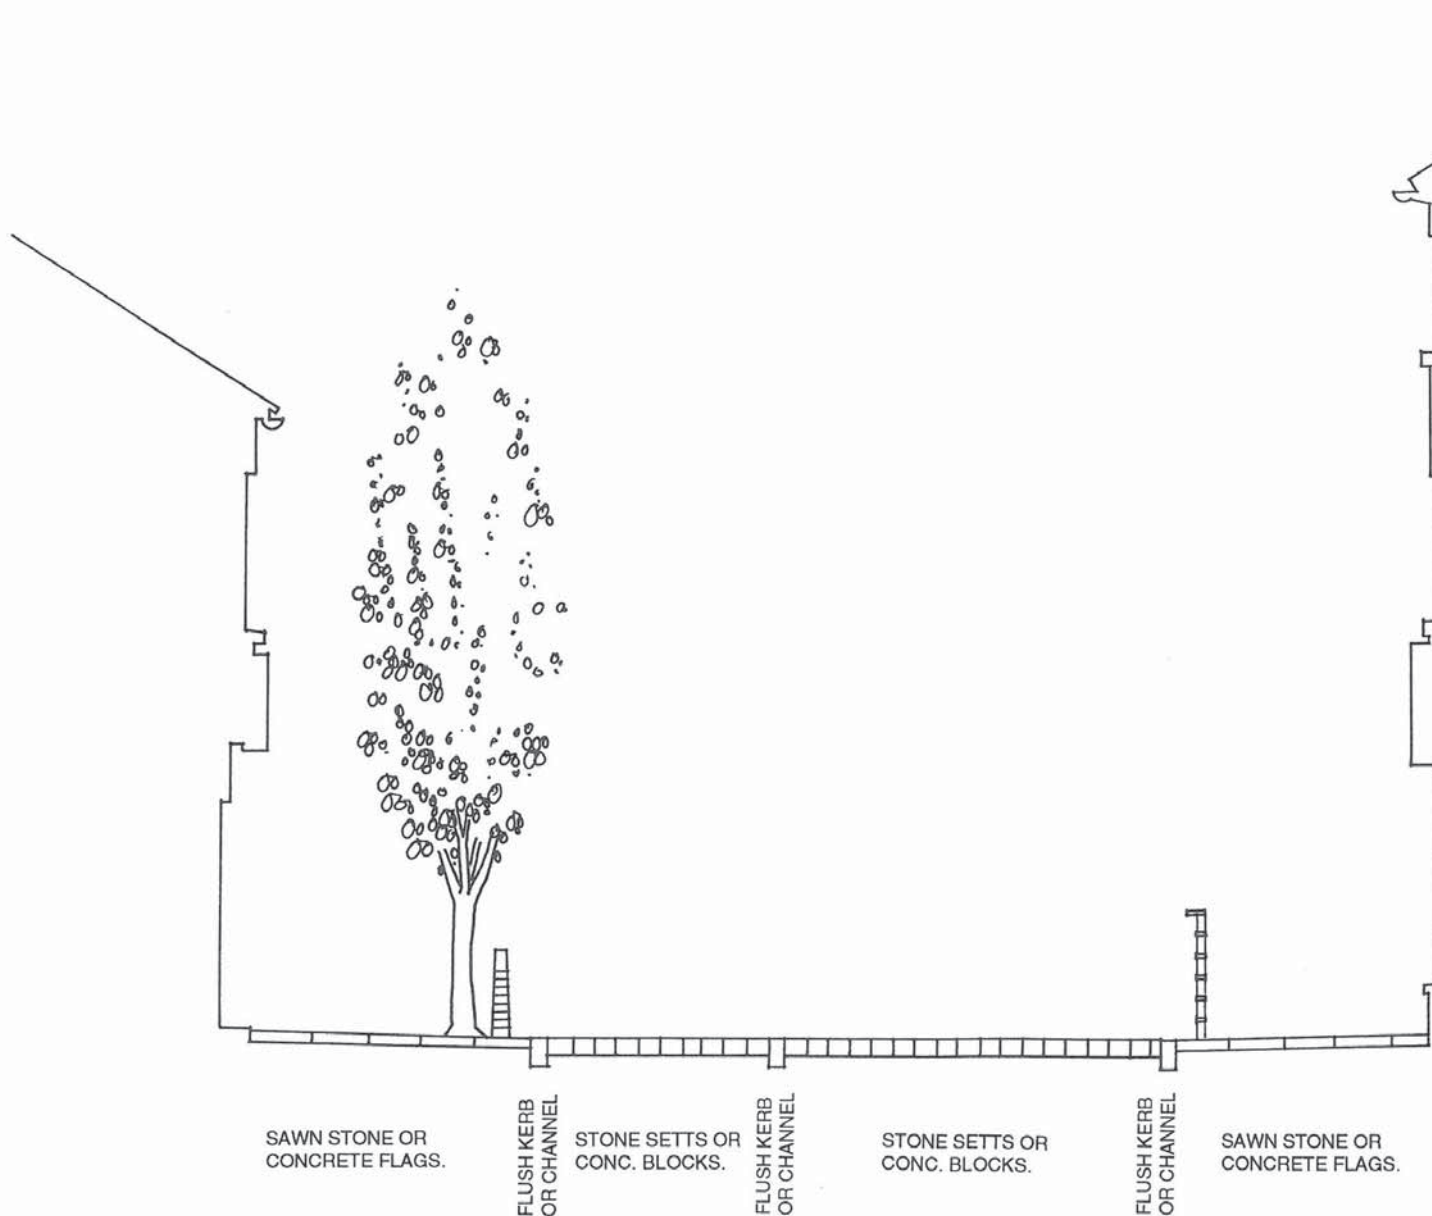 SAWN STONE OR
CONCRETE FLAGS.
FLUSH KERB
OR CHANNEL
STONE SETTS OR
CONC. BLOCKS.
FLUSH KERB
OR CHANNEL
STONE SETTS OR
CONC. BLOCKS.
FLUSH KERB
OR CHANNEL
SAWN STONE OR
CONCRETE FLAGS.